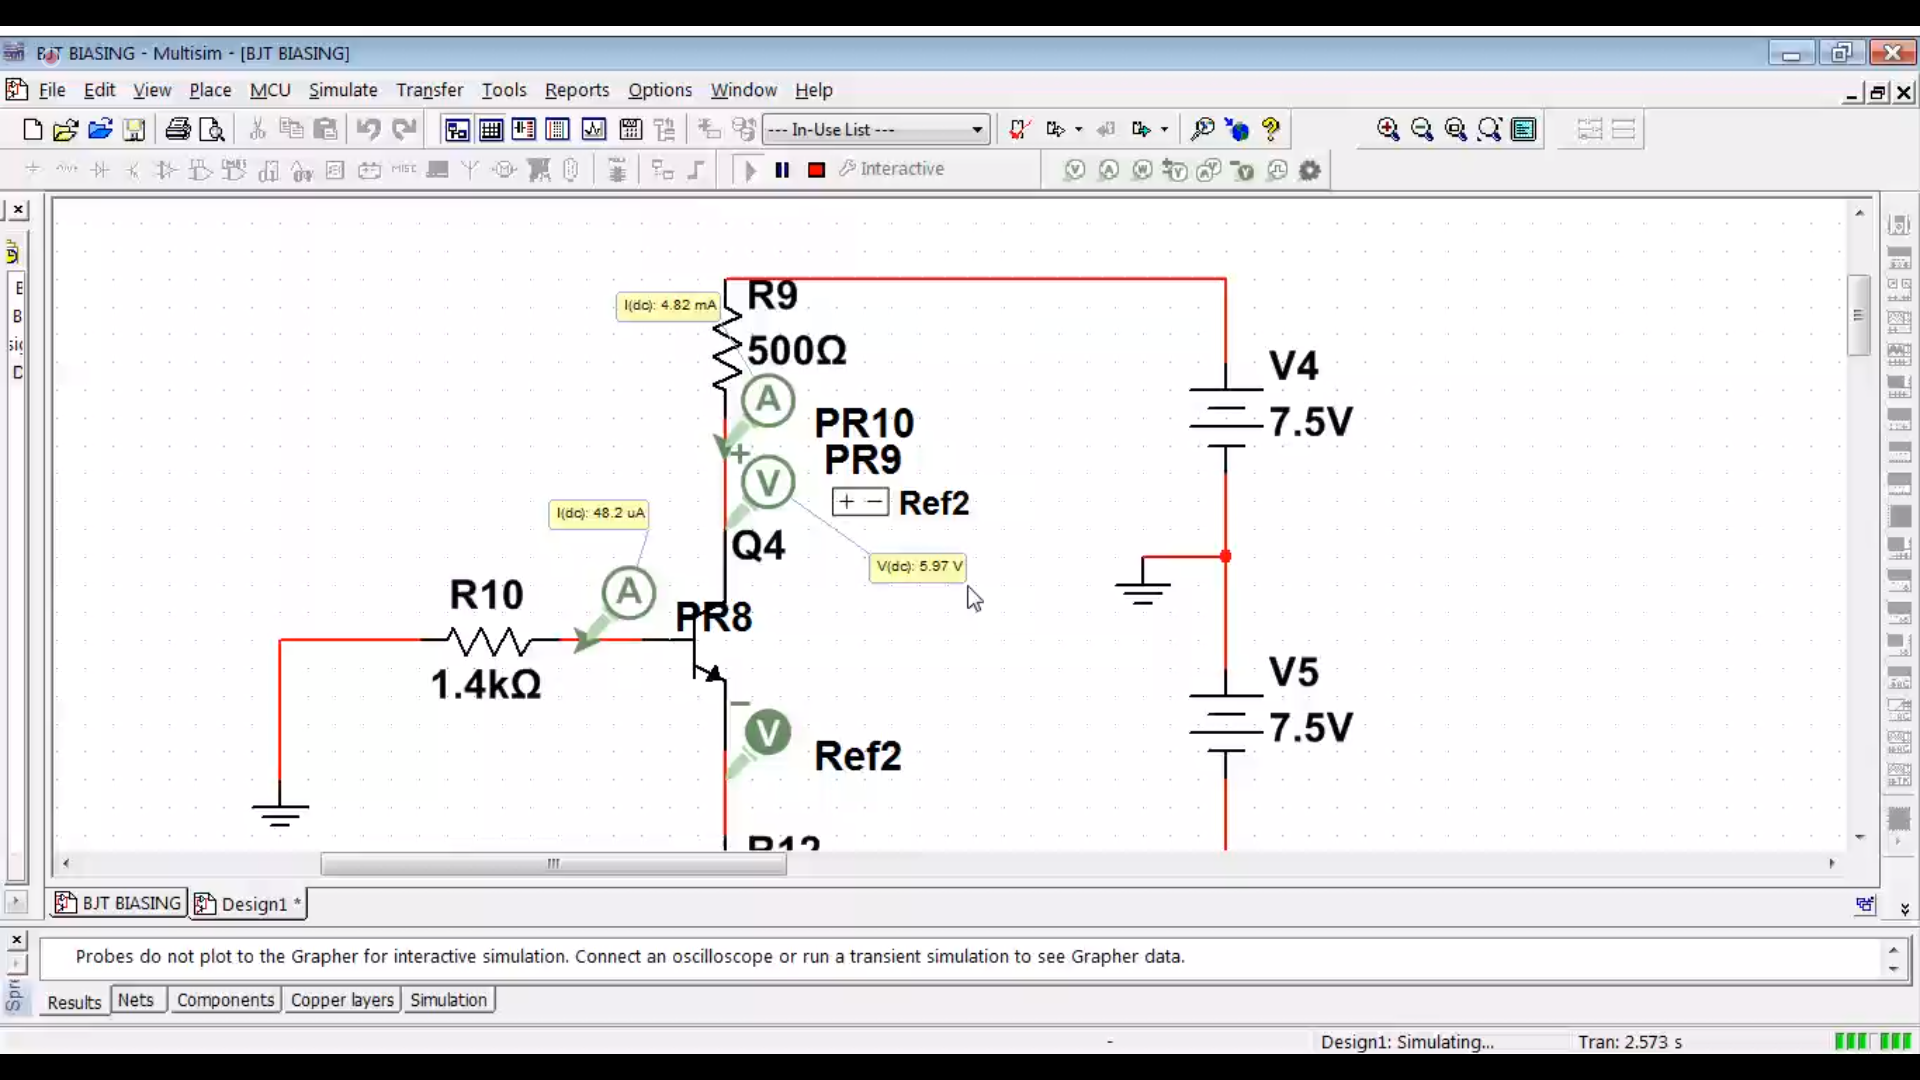 BJT BIASING - Multisim - [BJT BIASING]
File Edit View Place MCU Simulate Transfer Tools Reports Options Window Help
--- In-Use List ---
Interactive
I(dc): 4.82 mA
R9
500Ω
A
PR10
PR9
V
+ − Ref2
V4
7.5V
I(dc): 48.2 uA
Q4
V(dc): 5.97 V
R10
A
PR8
1.4kΩ
V
Ref2
V5
7.5V
R12
BJT BIASING Design1 *
Probes do not plot to the Grapher for interactive simulation. Connect an oscilloscope or run a transient simulation to see Grapher data.
Results Nets Components Copper layers Simulation
- Design1: Simulating... Tran: 2.573 s